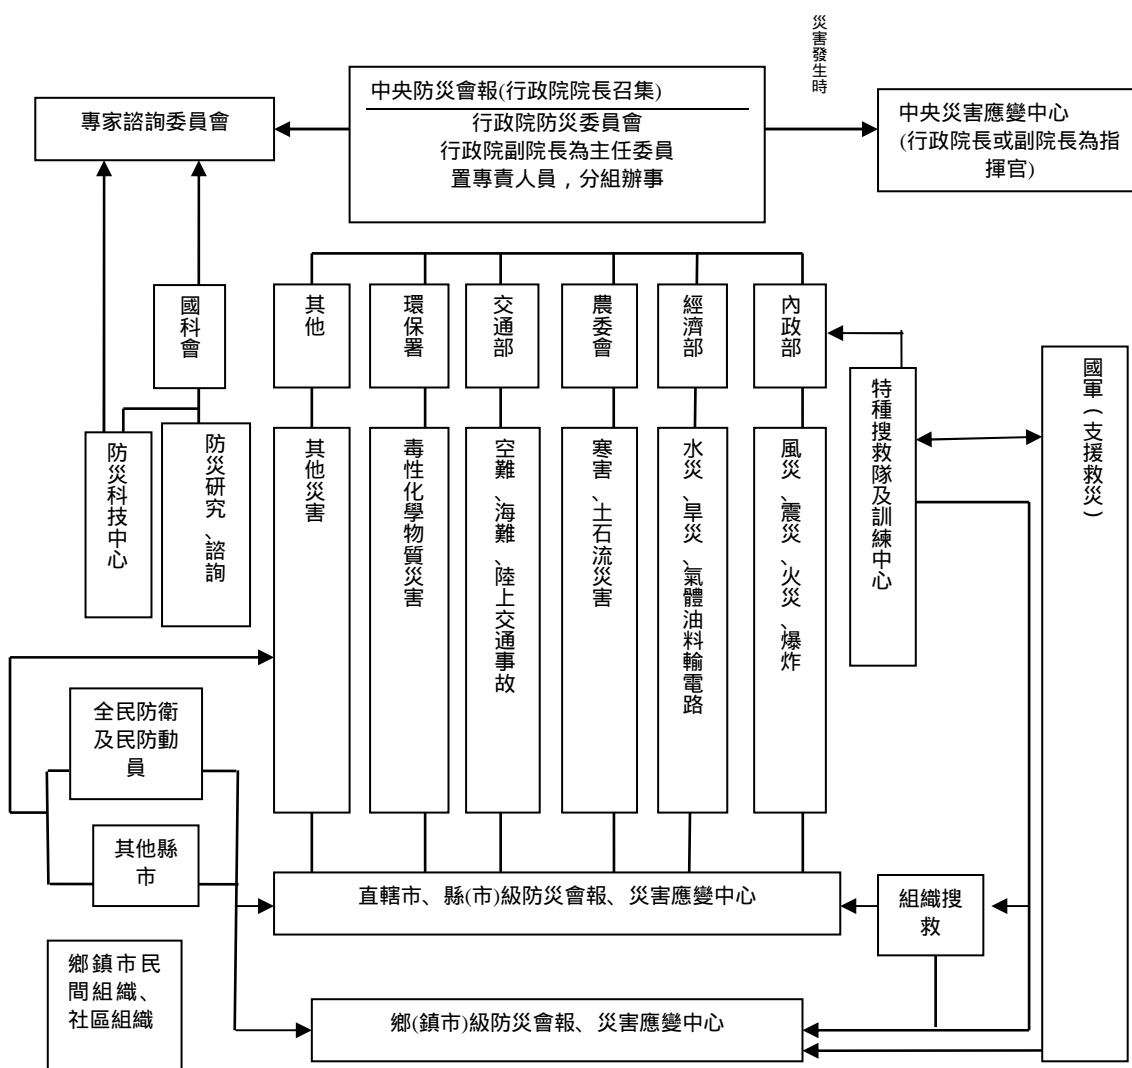 災害發生時
中央防災會報(行政院院長召集)
行政院防災委員會
行政院副院長為主任委員
置專責人員，分組辦事
專家諮詢委員會
中央災害應變中心
(行政院長或副院長為指
揮官)
國科會
其他
環保署
交通部
農委會
經濟部
內政部
防災科技中心
防災研究、諮詢
其他災害
毒性化學物質災害
空難、海難、陸上交通事故
寒害、土石流災害
水災、旱災、氣體油料輸電路
風災、震災、火災、爆炸
特種搜救隊及訓練中心
國軍(支援救災)
全民防衛
及民防動
員
其他縣
市
直轄市、縣(市)級防災會報、災害應變中心
組織搜
救
鄉鎮市民
間組織、
社區組織
鄉(鎮市)級防災會報、災害應變中心